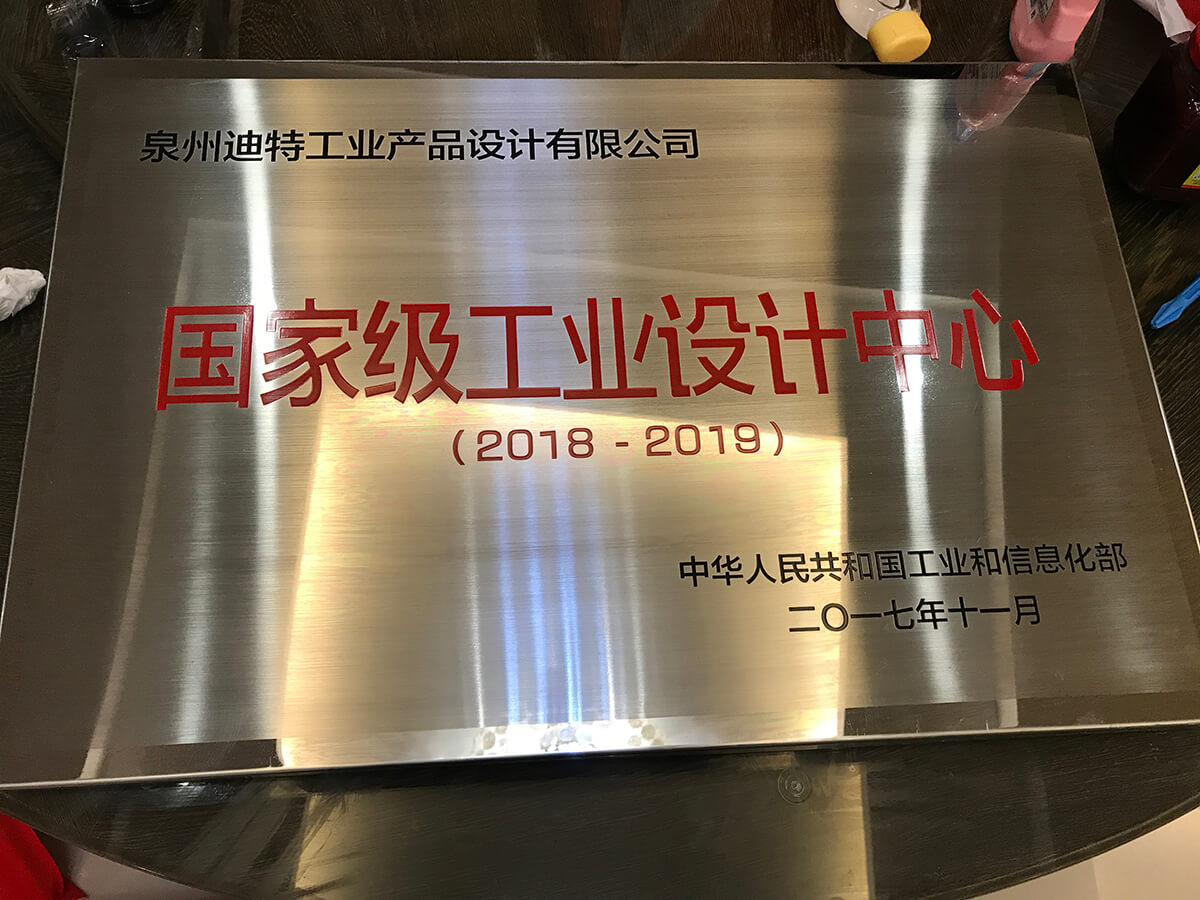 泉州迪特工业产品设计有限公司
国家级工业设计中心
（2018 - 2019）
中华人民共和国工业和信息化部
二〇一七年十一月